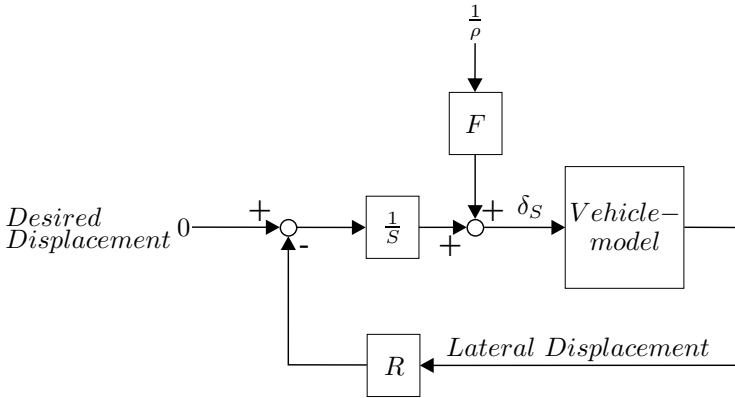 1/ρ
F
Desired
Displacement 0
+
-
1/S
+
+
δ_S
Vehicle-
model
R
Lateral Displacement